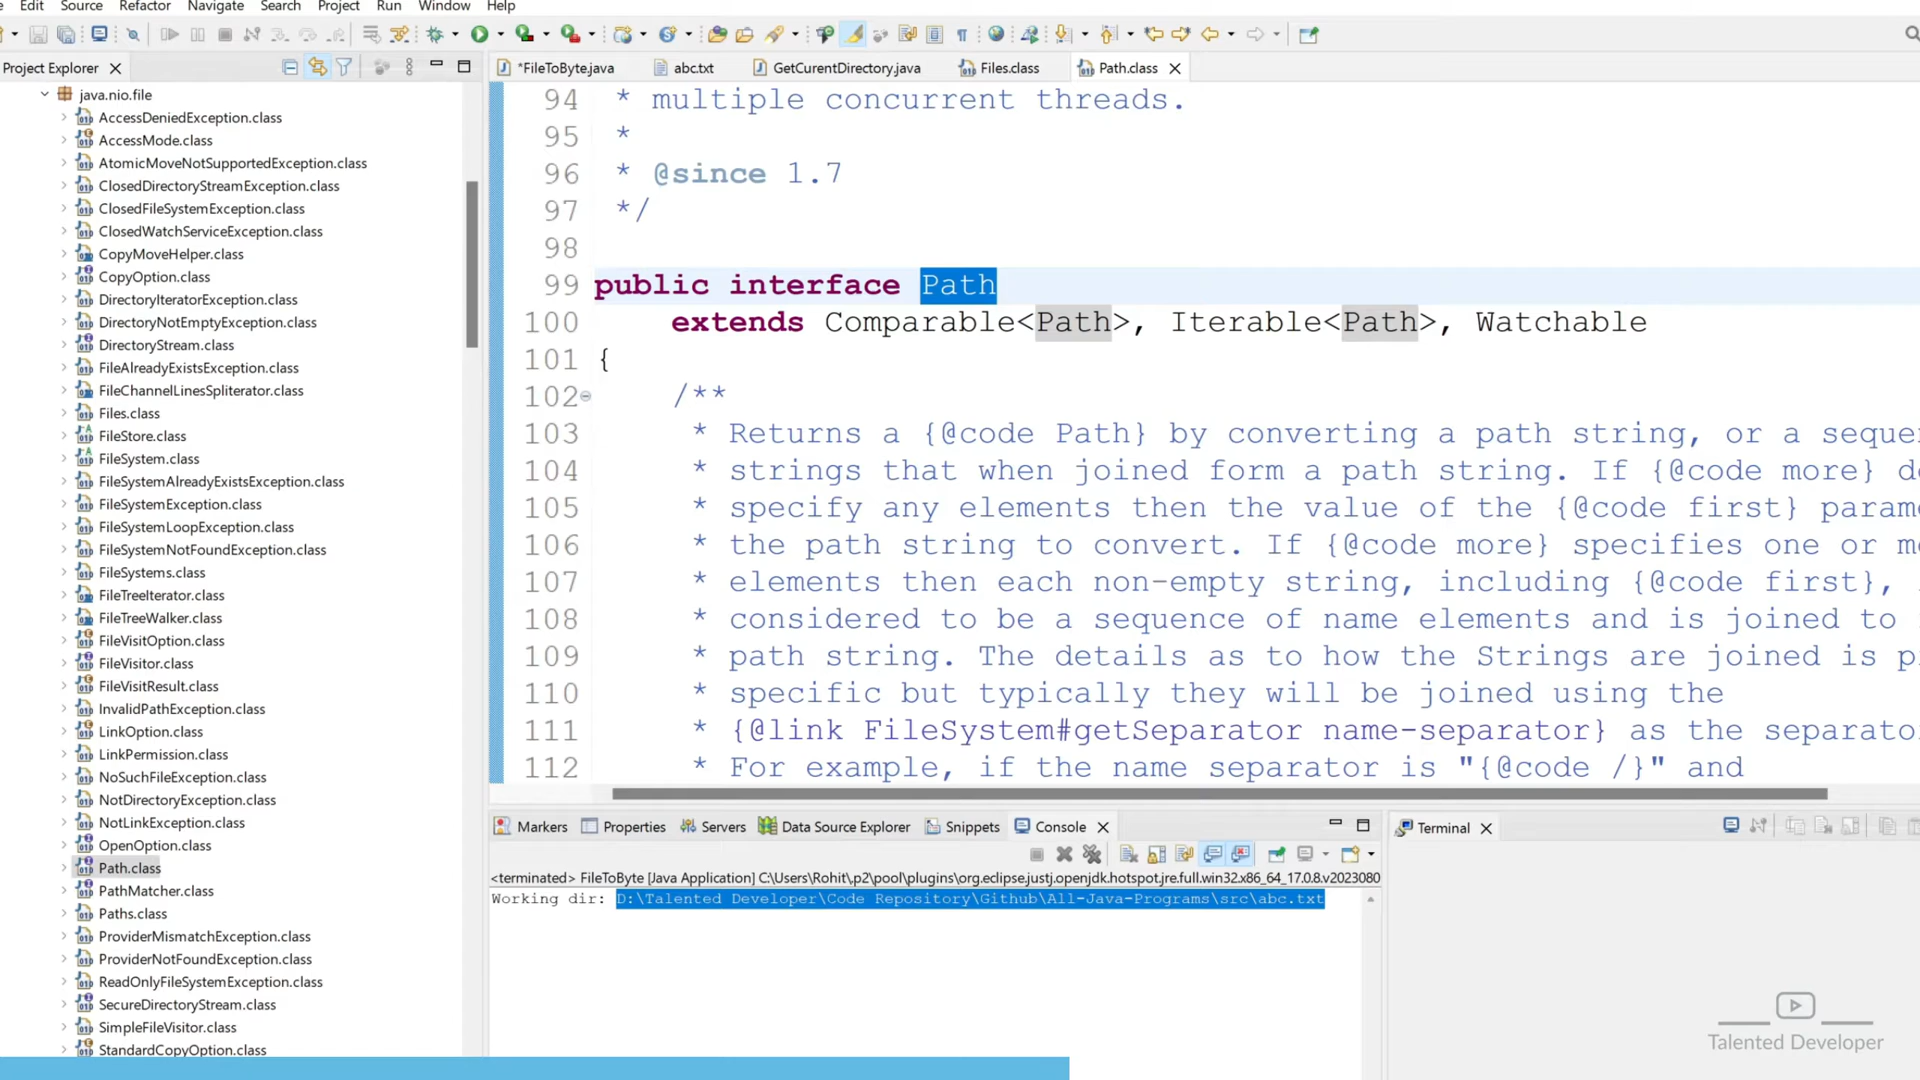 Edit Source Refactor Navigate Search Project Run Window Help
Project Explorer
*FileToByte.java abc.txt GetCurentDirectory.java Files.class Path.class
java.nio.file
AccessDeniedException.class
AccessMode.class
AtomicMoveNotSupportedException.class
ClosedDirectoryStreamException.class
ClosedFileSystemException.class
ClosedWatchServiceException.class
CopyMoveHelper.class
CopyOption.class
DirectoryIteratorException.class
DirectoryNotEmptyException.class
DirectoryStream.class
FileAlreadyExistsException.class
FileChannelLinesSpliterator.class
Files.class
FileStore.class
FileSystem.class
FileSystemAlreadyExistsException.class
FileSystemException.class
FileSystemLoopException.class
FileSystemNotFoundException.class
FileSystems.class
FileTreeIterator.class
FileTreeWalker.class
FileVisitOption.class
FileVisitor.class
FileVisitResult.class
InvalidPathException.class
LinkOption.class
LinkPermission.class
NoSuchFileException.class
NotDirectoryException.class
NotLinkException.class
OpenOption.class
Path.class
PathMatcher.class
Paths.class
ProviderMismatchException.class
ProviderNotFoundException.class
ReadOnlyFileSystemException.class
SecureDirectoryStream.class
SimpleFileVisitor.class
StandardCopyOption.class
94 * multiple concurrent threads.
95 *
96 * @since 1.7
97 */
98
99 public interface Path
100 extends Comparable<Path>, Iterable<Path>, Watchable
101 {
102 /**
103 * Returns a {@code Path} by converting a path string, or a seque
104 * strings that when joined form a path string. If {@code more} d
105 * specify any elements then the value of the {@code first} param
106 * the path string to convert. If {@code more} specifies one or m
107 * elements then each non-empty string, including {@code first},
108 * considered to be a sequence of name elements and is joined to
109 * path string. The details as to how the Strings are joined is p
110 * specific but typically they will be joined using the
111 * {@link FileSystem#getSeparator name-separator} as the separato
112 * For example, if the name separator is "{@code /}" and
Markers Properties Servers Data Source Explorer Snippets Console
Terminal
<terminated> FileToByte [Java Application] C:\Users\Rohit\.p2\pool\plugins\org.eclipse.justj.openjdk.hotspot.jre.full.win32.x86_64_17.0.8.v2023080
Working dir: D:\Talented Developer\Code Repository\Github\All-Java-Programs\src\abc.txt
Talented Developer